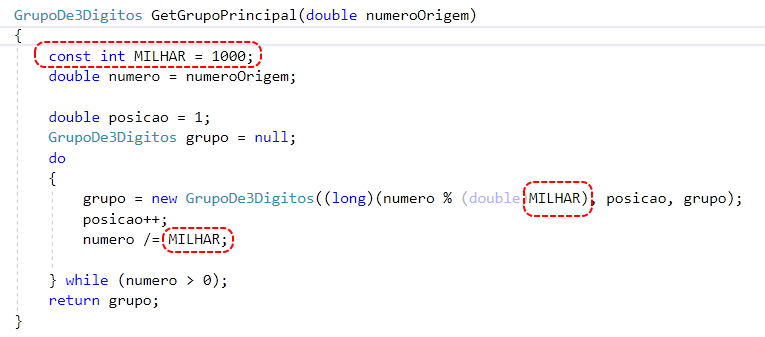 GrupoDe3Digitos GetGrupoPrincipal(double numeroOrigem)
{
const int MILHAR = 1000;
double numero = numeroOrigem;
double posicao = 1;
GrupoDe3Digitos grupo = null;
do
{
grupo = new GrupoDe3Digitos((long)(numero % (double)MILHAR), posicao, grupo);
posicao++;
numero /= MILHAR;
} while (numero > 0);
return grupo;
}